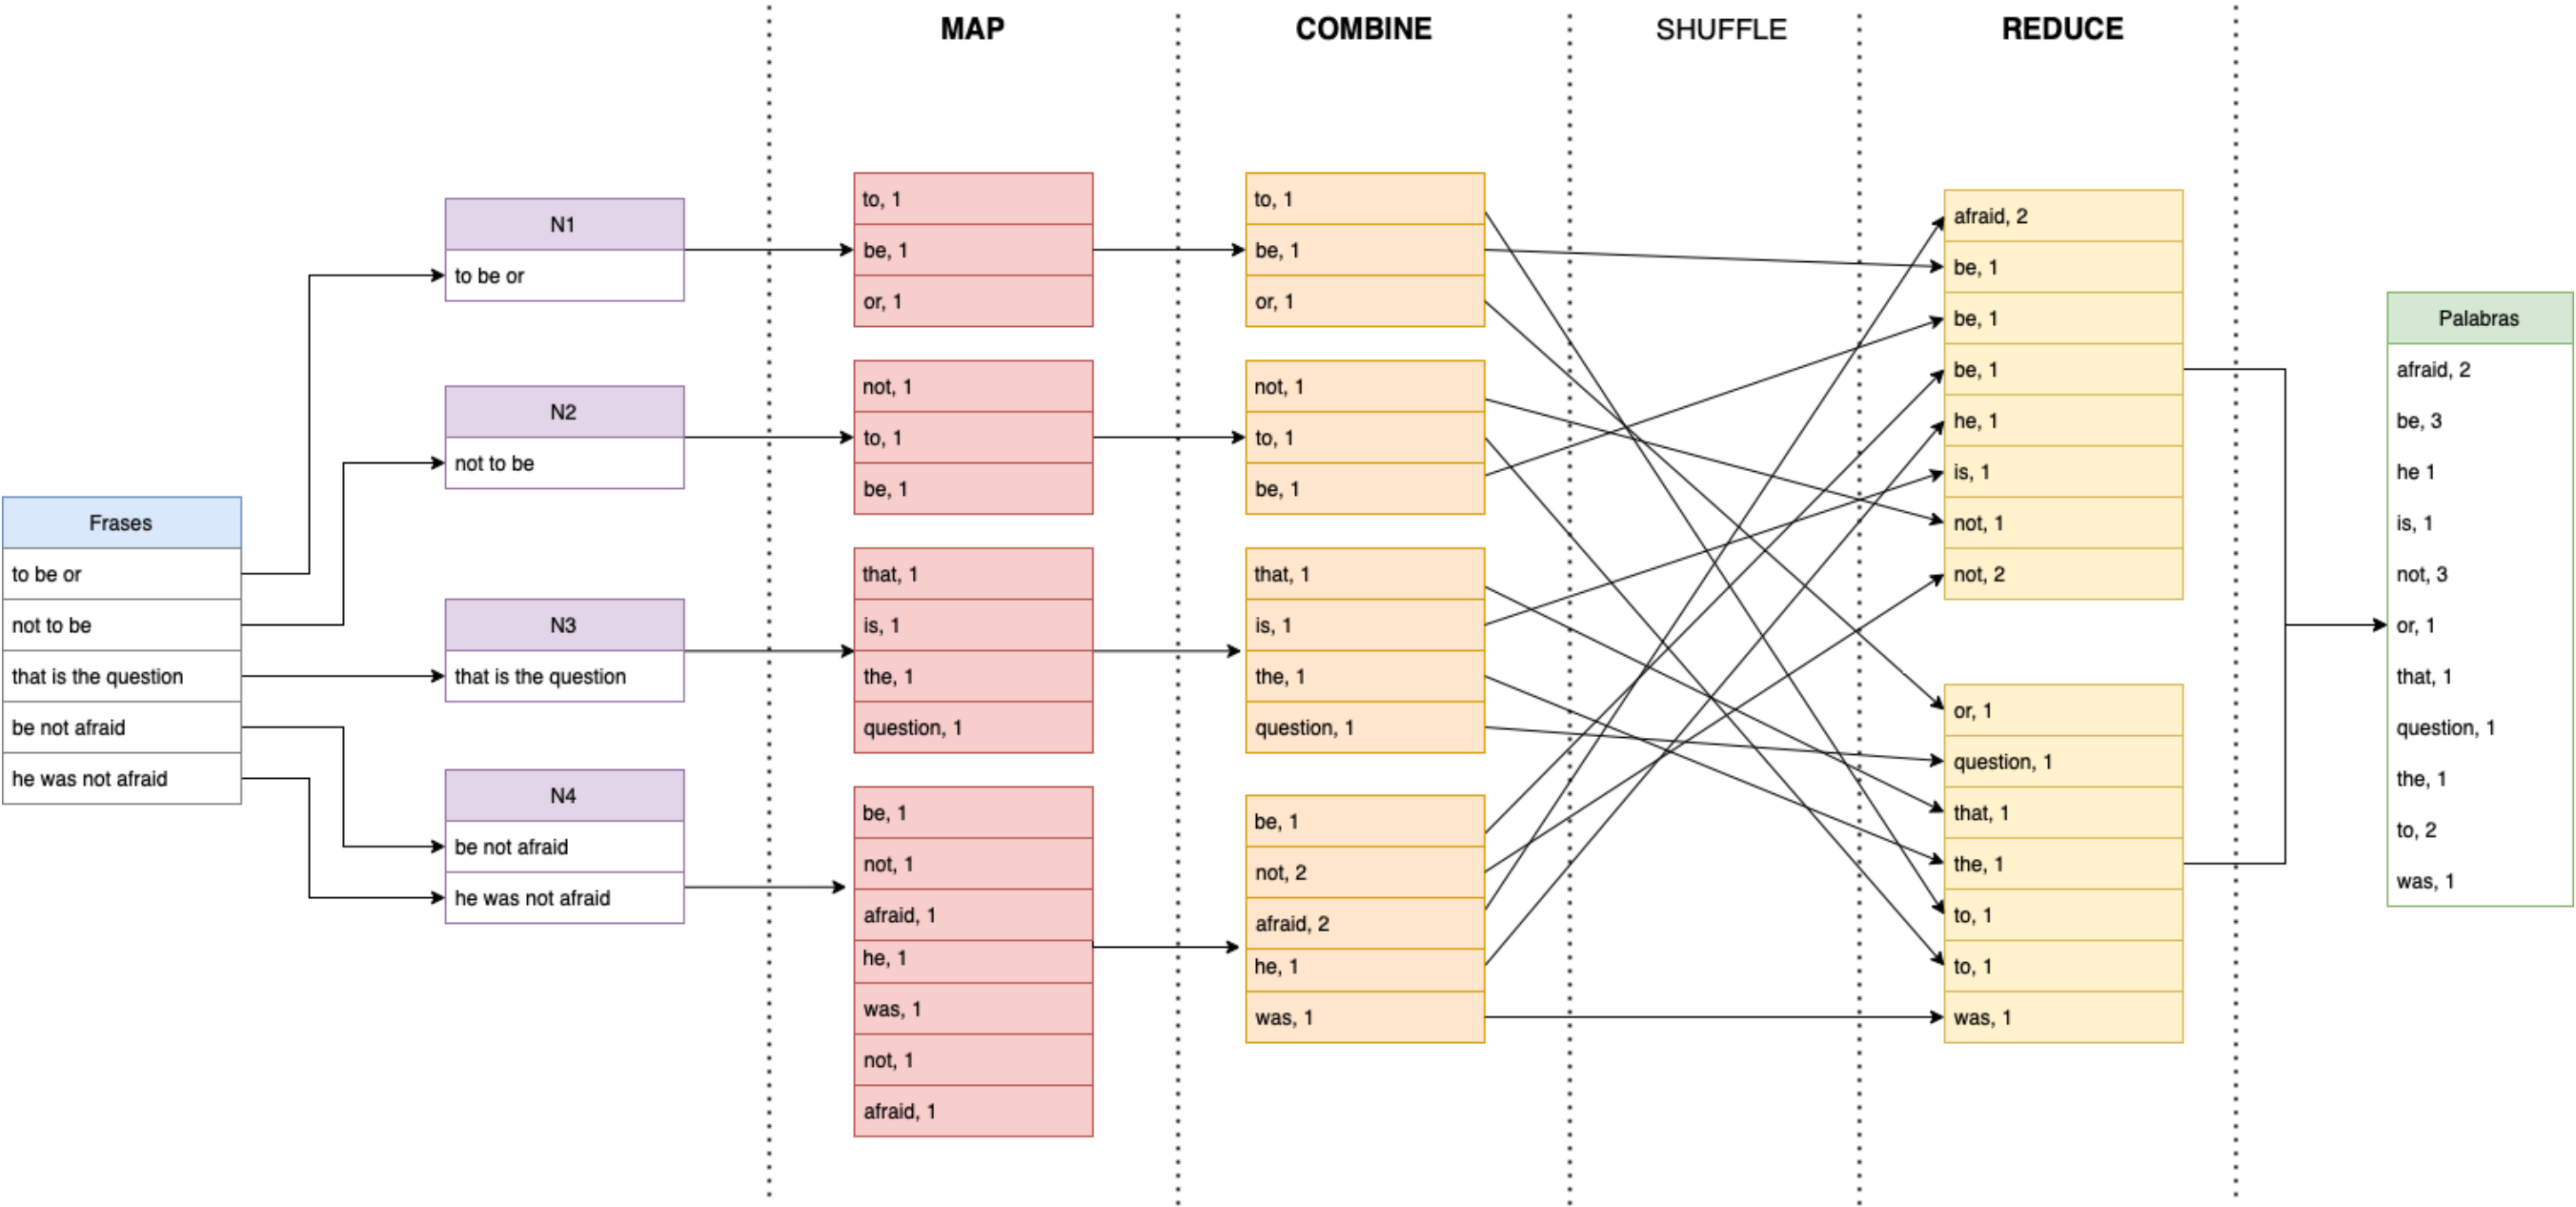 MAP
COMBINE
SHUFFLE
REDUCE
Frases
to be or
not to be
that is the question
be not afraid
he was not afraid
N1
to be or
N2
not to be
N3
that is the question
N4
be not afraid
he was not afraid
to, 1
be, 1
or, 1
not, 1
to, 1
be, 1
that, 1
is, 1
the, 1
question, 1
be, 1
not, 1
afraid, 1
he, 1
was, 1
not, 1
afraid, 1
to, 1
be, 1
or, 1
not, 1
to, 1
be, 1
that, 1
is, 1
the, 1
question, 1
be, 1
not, 2
afraid, 2
he, 1
was, 1
afraid, 2
be, 1
be, 1
be, 1
he, 1
is, 1
not, 1
not, 2
or, 1
question, 1
that, 1
the, 1
to, 1
to, 1
was, 1
Palabras
afraid, 2
be, 3
he 1
is, 1
not, 3
or, 1
that, 1
question, 1
the, 1
to, 2
was, 1